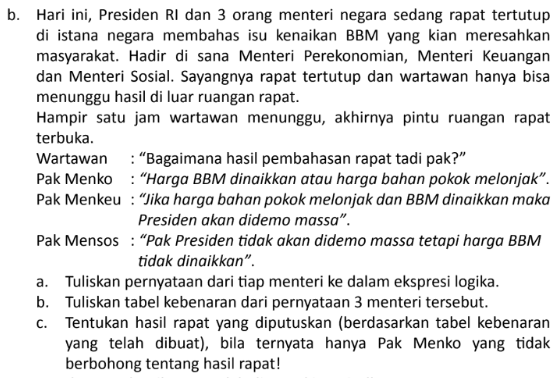 b. Hari ini, Presiden RI dan 3 orang menteri negara sedang rapat tertutup
di istana negara membahas isu kenaikan BBM yang kian meresahkan
masyarakat. Hadir di sana Menteri Perekonomian, Menteri Keuangan
dan Menteri Sosial. Sayangnya rapat tertutup dan wartawan hanya bisa
menunggu hasil di luar ruangan rapat.
Hampir satu jam wartawan menunggu, akhirnya pintu ruangan rapat
terbuka.
Wartawan : “Bagaimana hasil pembahasan rapat tadi pak?”
Pak Menko : “Harga BBM dinaikkan atau harga bahan pokok melonjak”.
Pak Menkeu : “Jika harga bahan pokok melonjak dan BBM dinaikkan maka
Presiden akan didemo massa”.
Pak Mensos : “Pak Presiden tidak akan didemo massa tetapi harga BBM
tidak dinaikkan”.
a. Tuliskan pernyataan dari tiap menteri ke dalam ekspresi logika.
b. Tuliskan tabel kebenaran dari pernyataan 3 menteri tersebut.
c. Tentukan hasil rapat yang diputuskan (berdasarkan tabel kebenaran
yang telah dibuat), bila ternyata hanya Pak Menko yang tidak
berbohong tentang hasil rapat!